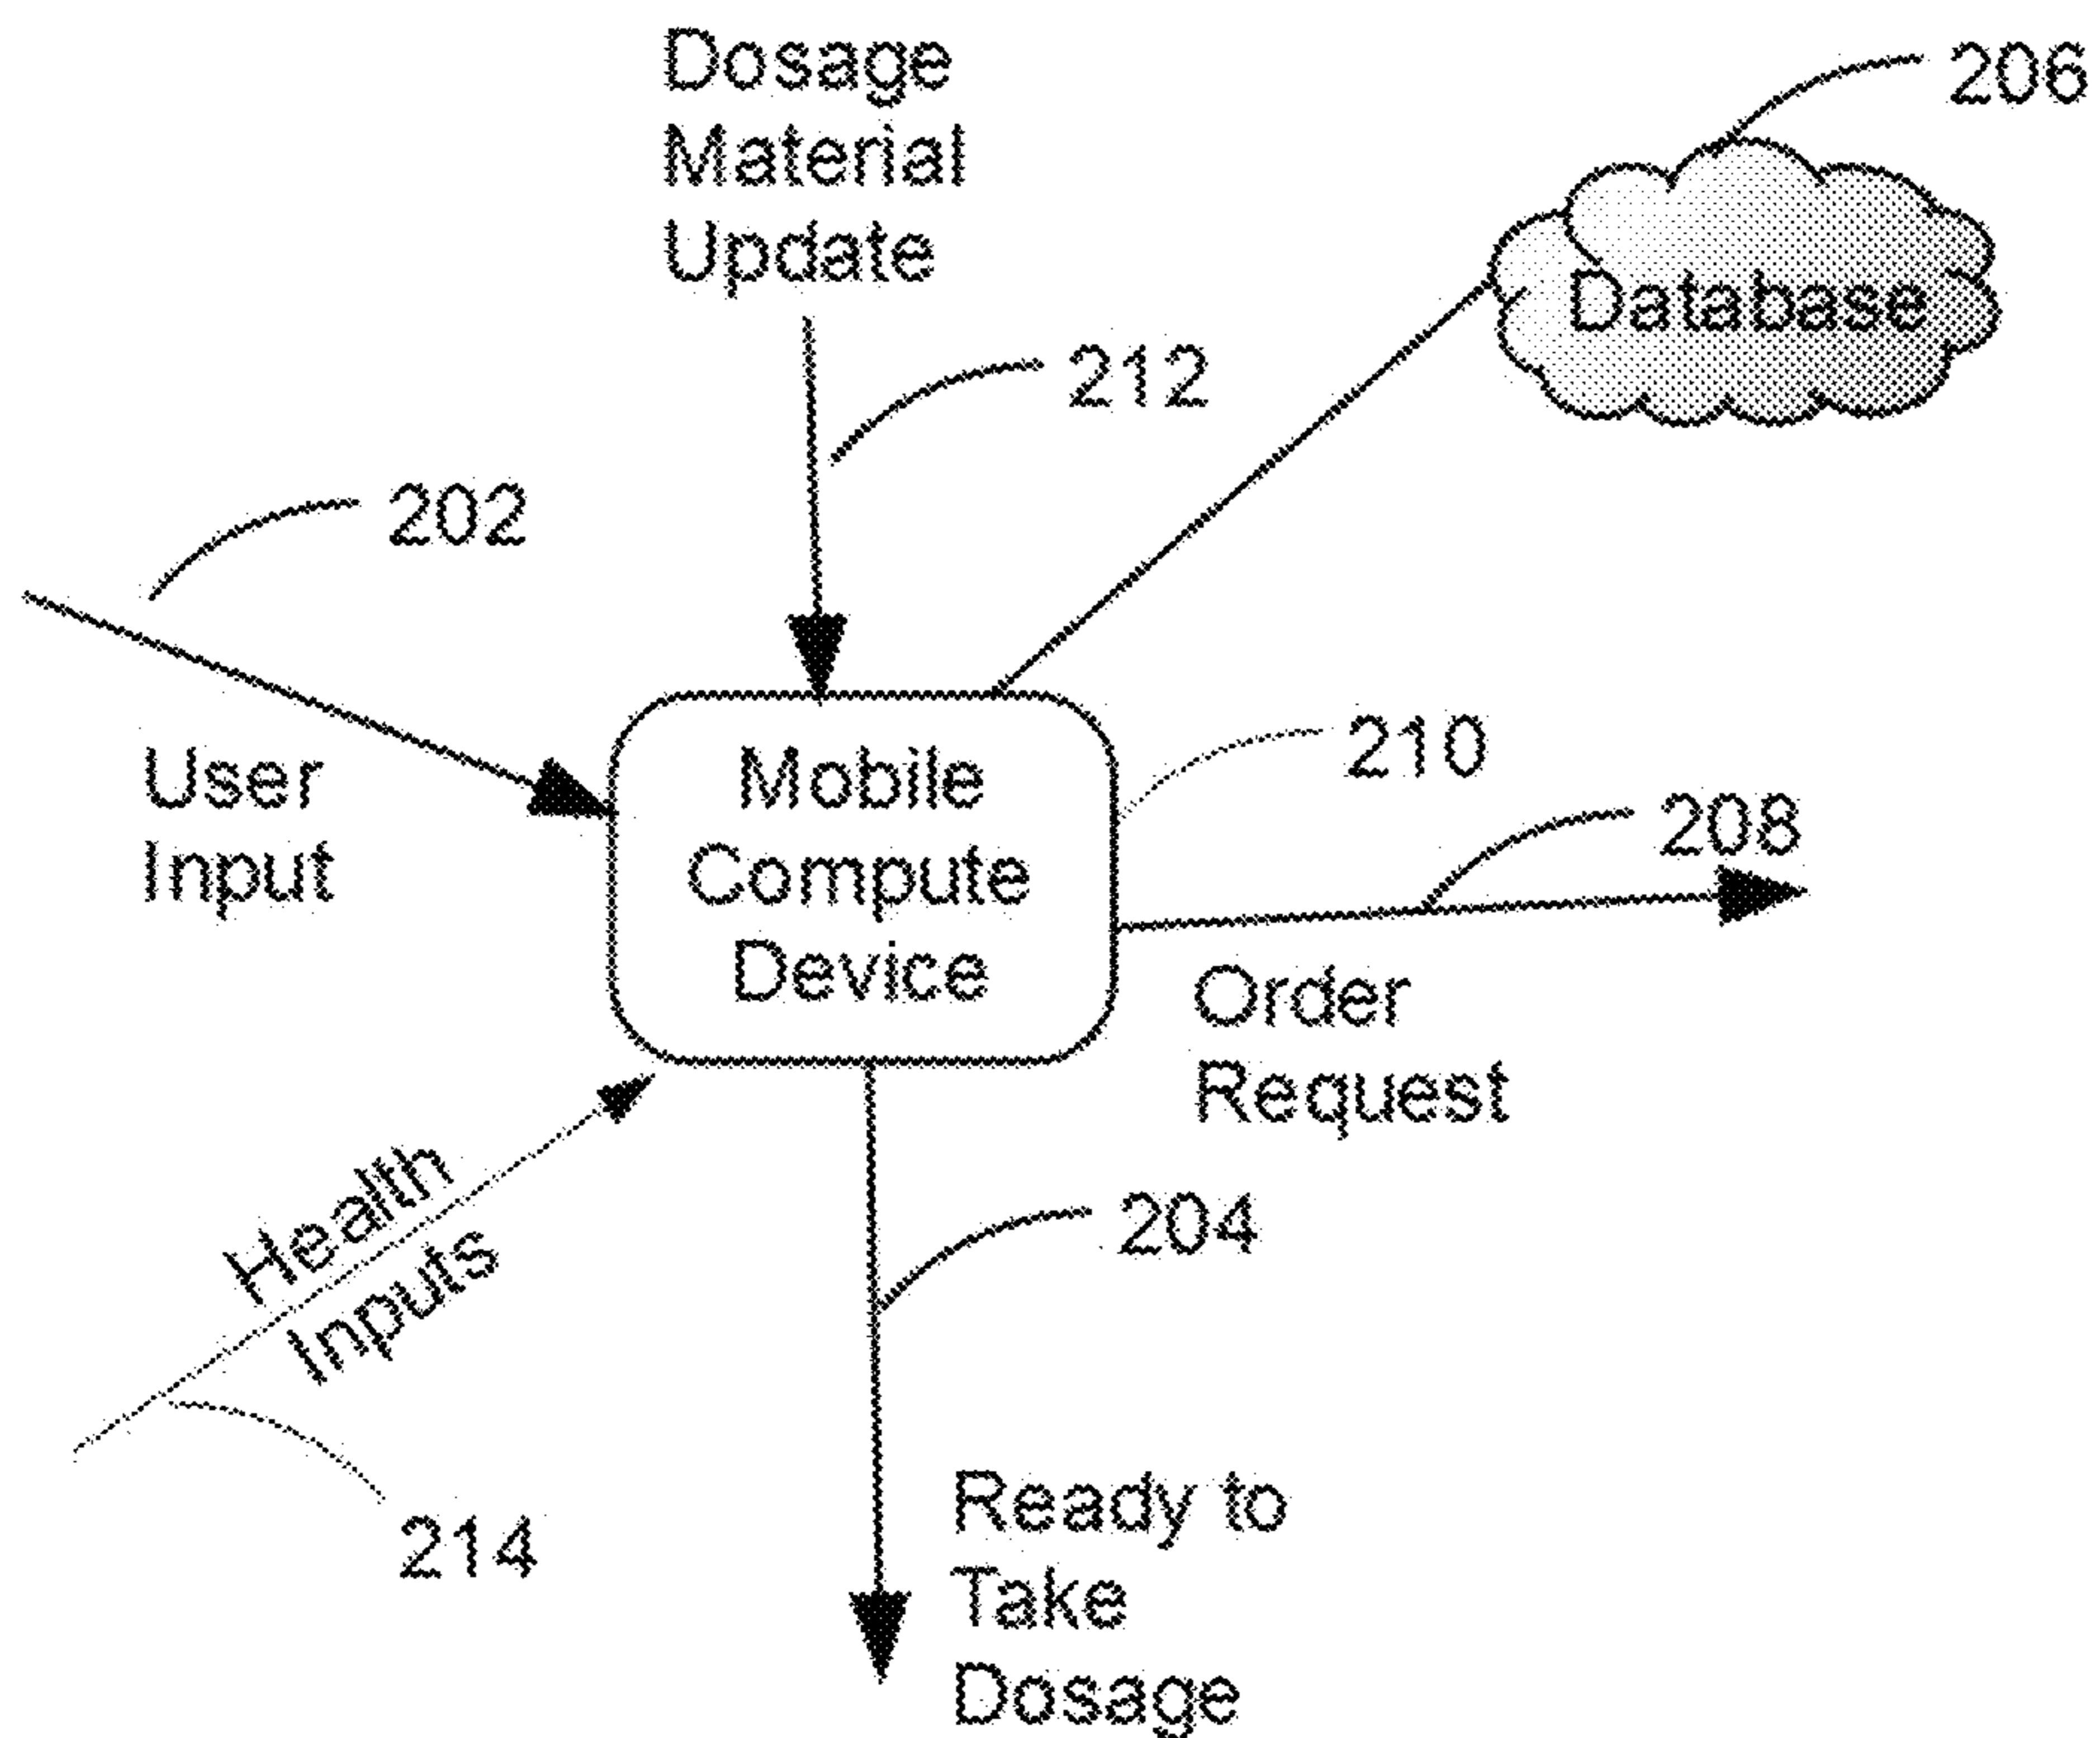 Dosage
Material
Update
206
Database
212
202
User
Input
Mobile
Compute
Device
210
208
Order
Request
Health
Inputs
204
214
Ready to
Take
Dosage